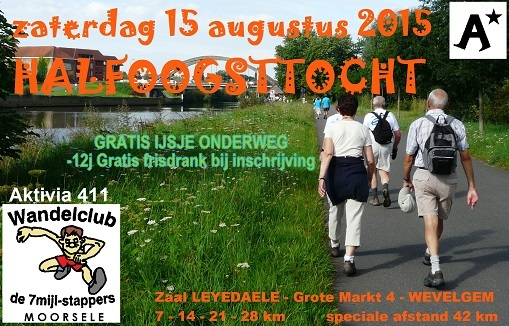 zaterdag 15 augustus 2015
HALFOOGSTTOCHT
A*
GRATIS IJSJE ONDERWEG
-12j Gratis frisdrank bij inschrijving
Aktivia 411
Wandelclub
de 7mijl-stappers
MOORSELE
Zaal LEYEDAELE - Grote Markt 4 - WEVELGEM
7 - 14 - 21 - 28 km speciale afstand 42 km